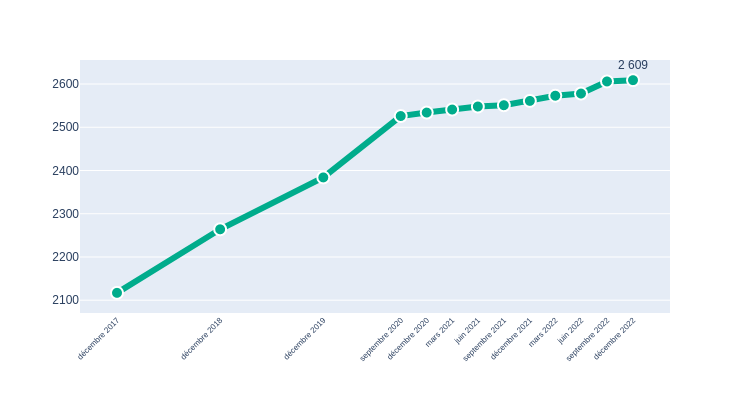 2 609
2600
2500
2400
2300
2200
2100
décembre 2017
décembre 2018
décembre 2019
septembre 2020
décembre 2020
mars 2021
juin 2021
septembre 2021
décembre 2021
mars 2022
juin 2022
septembre 2022
décembre 2022